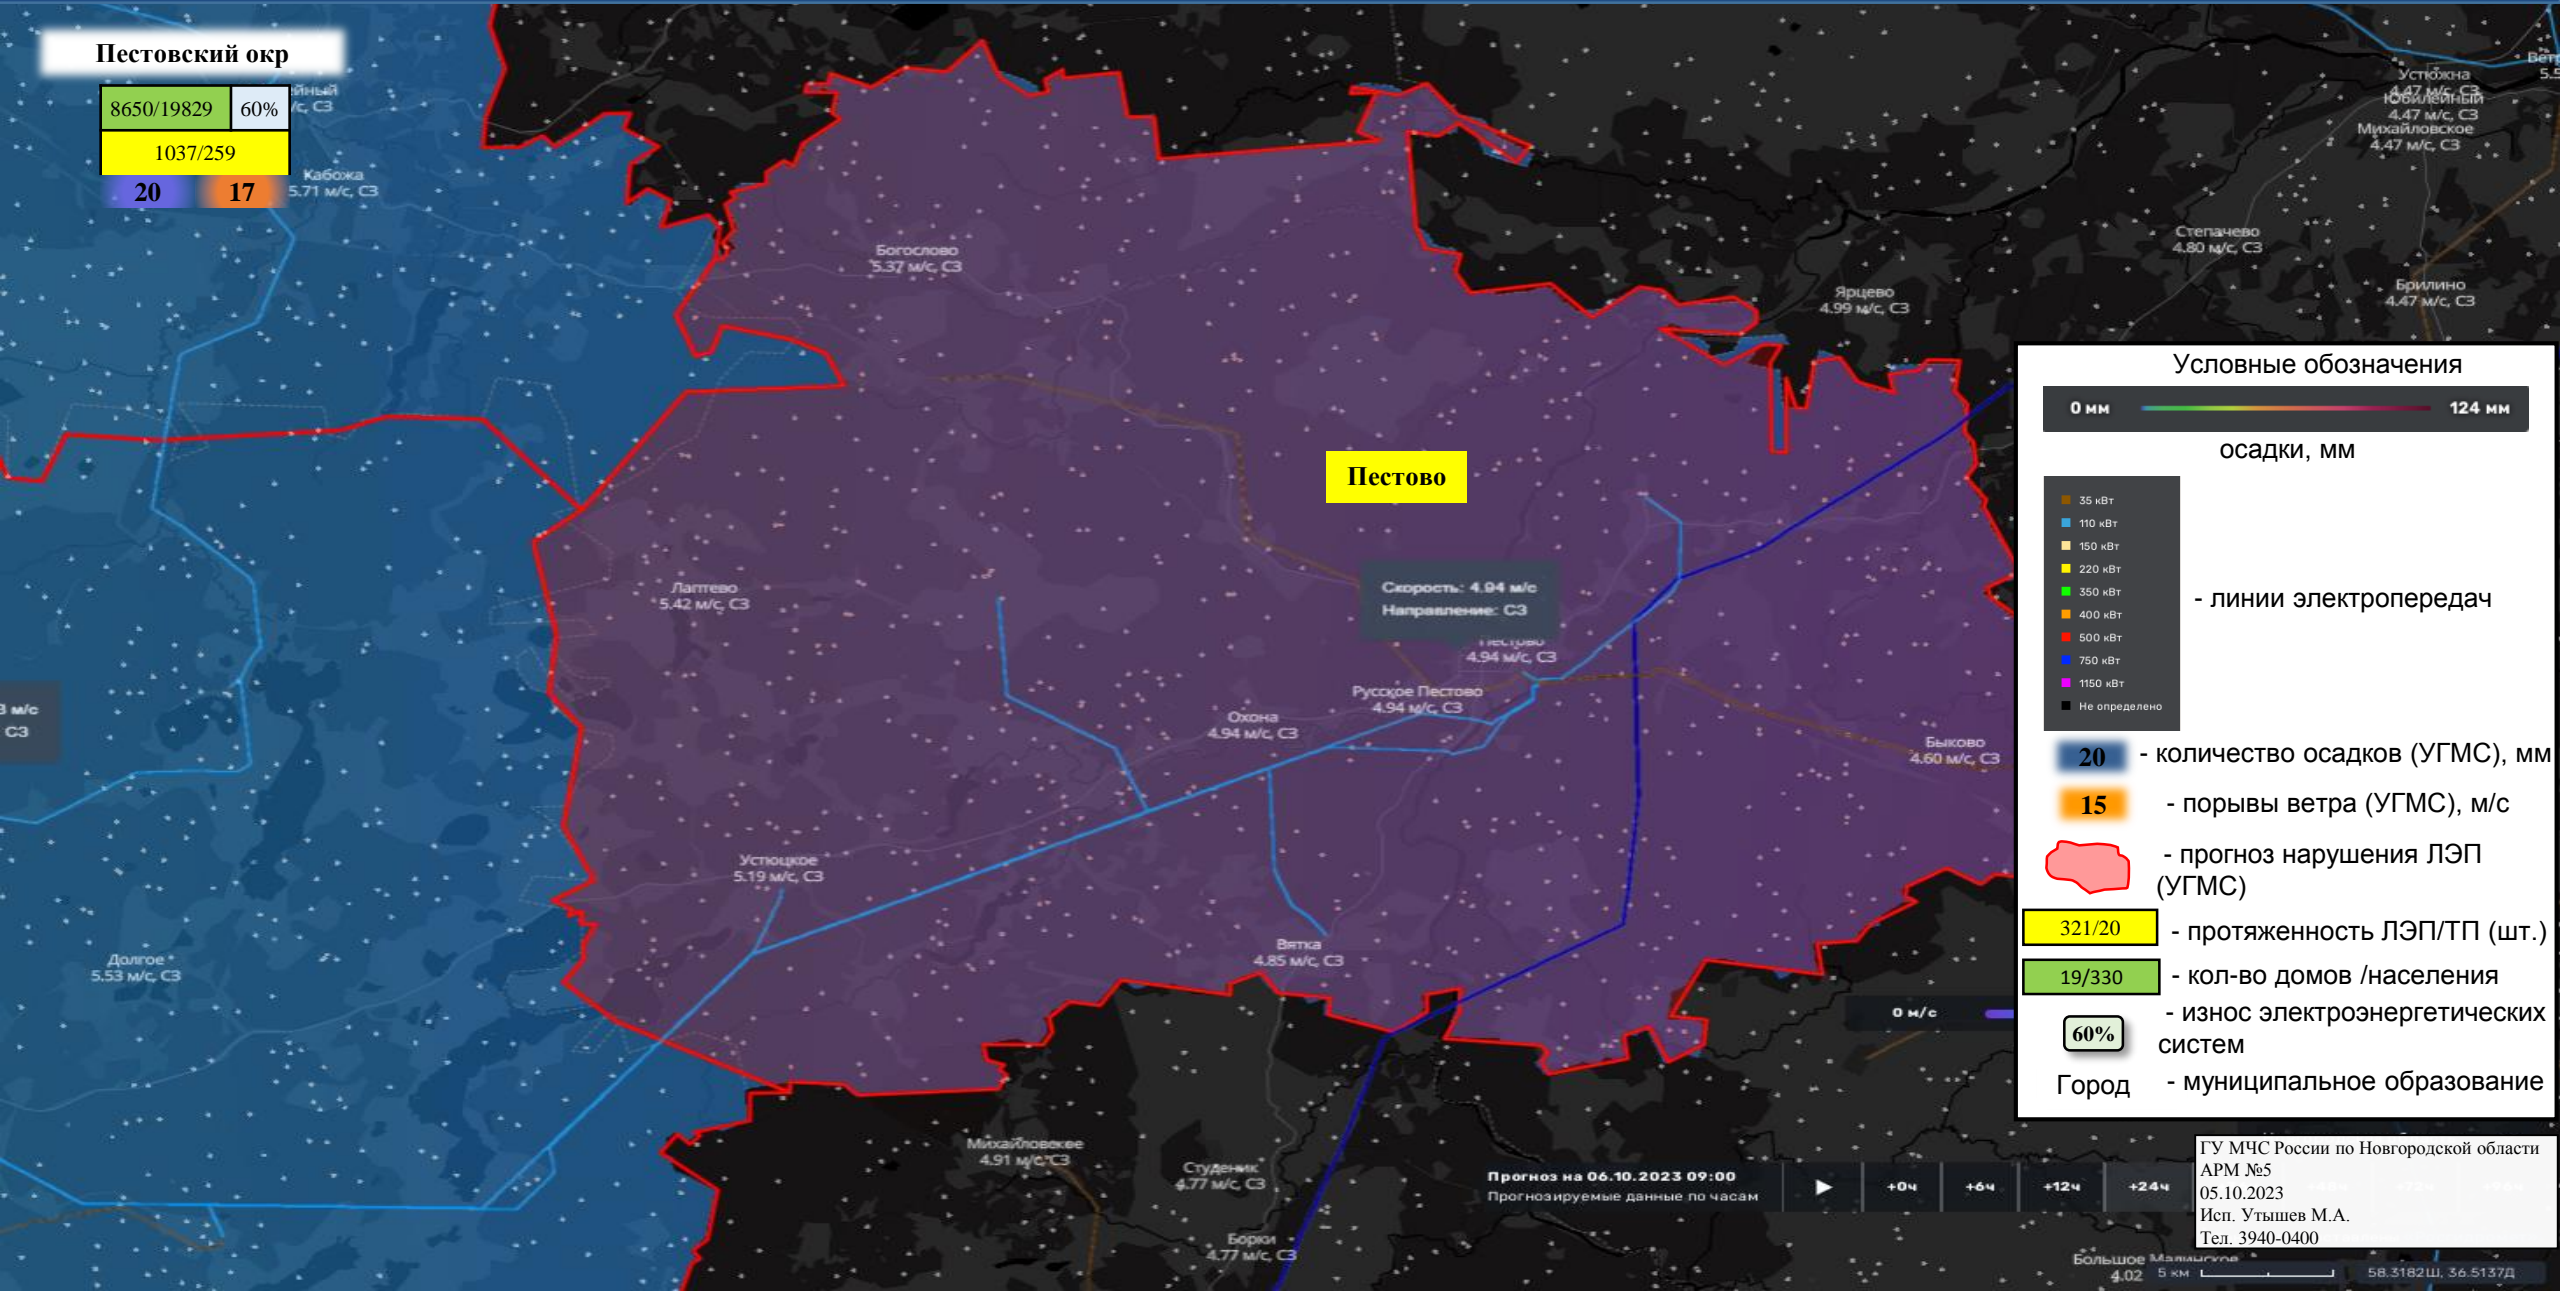 Пестовский окр
8650/19829
60%
1037/259
20
17
/с, СЗ
Кабожа
5.71 м/с, СЗ
Богослово
5.37 м/с, СЗ
Устюжна
4.47 м/с, СЗ
Юбилейный
4.47 м/с, СЗ
Михайловское
4.47 м/с, СЗ
Степачево
4.80 м/с, СЗ
Ярцево
4.99 м/с, СЗ
Брилино
4.47 м/с, СЗ
Пестово
Лаптево
5.42 м/с, СЗ
Скорость: 4.94 м/с
Направление: СЗ
Пестово
4.94 м/с, СЗ
Русское Пестово
4.94 м/с, СЗ
Охона
4.94 м/с, СЗ
Быково
4.60 м/с, СЗ
м/с
СЗ
Устюцкое
5.19 м/с, СЗ
Вятка
4.85 м/с, СЗ
Долгое
5.53 м/с, СЗ
0 м/с
Михайловское
4.91 м/с, СЗ
Студеник
4.77 м/с, СЗ
Борки
4.77 м/с, СЗ
Условные обозначения
0 мм
124 мм
осадки, мм
35 кВт
110 кВт
150 кВт
220 кВт
350 кВт
400 кВт
500 кВт
750 кВт
1150 кВт
Не определено
- линии электропередач
20 - количество осадков (УГМС), мм
15 - порывы ветра (УГМС), м/с
- прогноз нарушения ЛЭП
(УГМС)
321/20 - протяженность ЛЭП/ТП (шт.)
19/330 - кол-во домов /населения
60% - износ электроэнергетических
систем
Город - муниципальное образование
Прогноз на 06.10.2023 09:00
Прогнозируемые данные по часам
+0ч
+6ч
+12ч
+24ч
ГУ МЧС России по Новгородской области
АРМ №5
05.10.2023
Исп. Утышев М.А.
Тел. 3940-0400
Большое Малинское
4.02
5 км
58.3182Ш, 36.5137Д